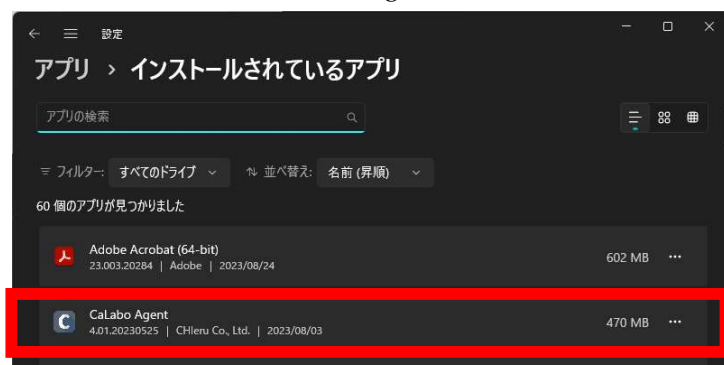 設定
アプリ › インストールされているアプリ
アプリの検索
フィルター: すべてのドライブ 並べ替え: 名前 (昇順)
60 個のアプリが見つかりました
Adobe Acrobat (64-bit)
602 MB
23.003.20284 | Adobe | 2023/08/24
CaLabo Agent
470 MB
4.01.20230525 | CHIeru Co., Ltd. | 2023/08/03